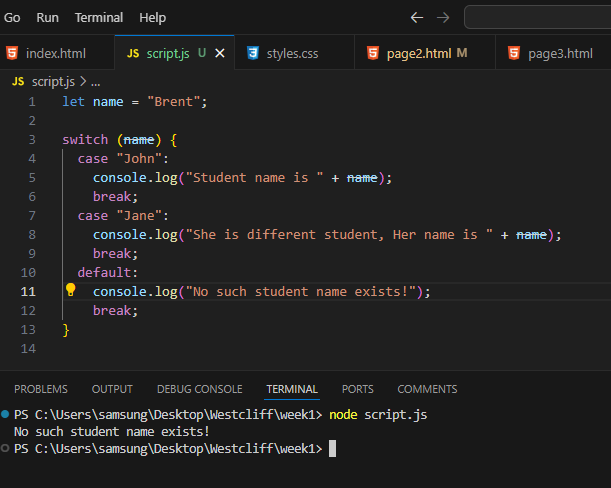 Go Run Terminal Help
index.html JS script.js U styles.css page2.html M page3.html
JS script.js > ...
1 let name = "Brent";
2
3 switch (name) {
4 case "John":
5 console.log("Student name is " + name);
6 break;
7 case "Jane":
8 console.log("She is different student, Her name is " + name);
9 break;
10 default:
11 console.log("No such student name exists!");
12 break;
13 }
14
PROBLEMS OUTPUT DEBUG CONSOLE TERMINAL PORTS COMMENTS
PS C:\Users\samsung\Desktop\Westcliff\week1> node script.js
No such student name exists!
PS C:\Users\samsung\Desktop\Westcliff\week1>